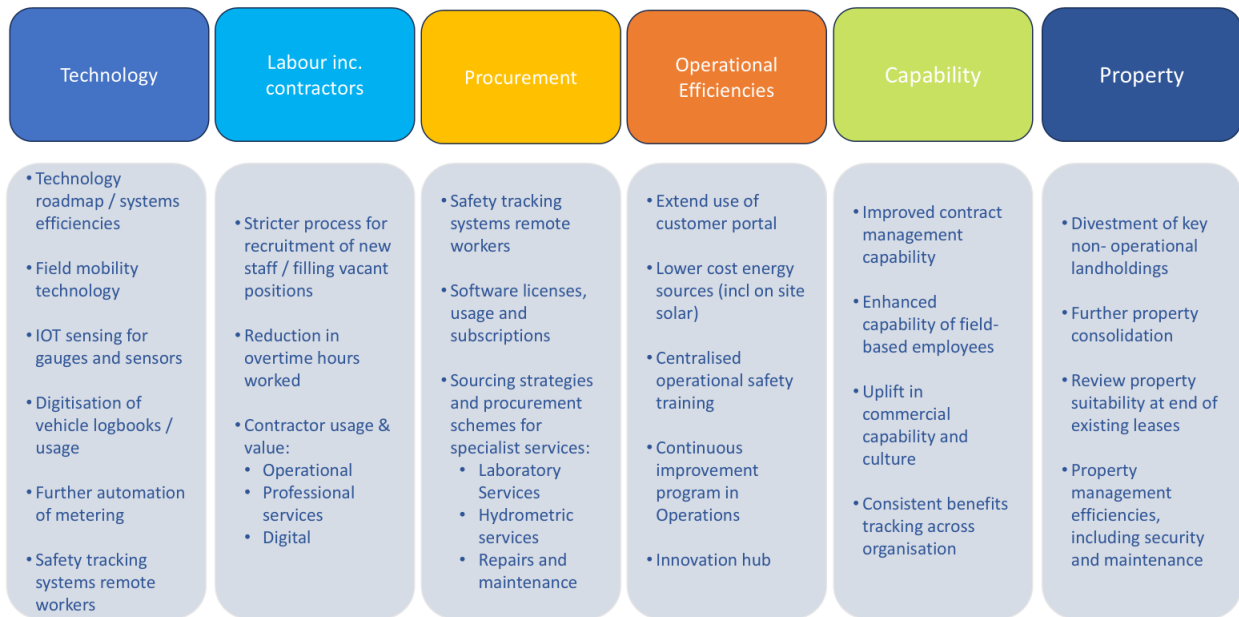 Technology
Labour inc.
contractors
Procurement
Operational
Efficiencies
Capability
Property
• Technology
roadmap / systems
efficiencies
• Field mobility
technology
• IOT sensing for
gauges and sensors
• Digitisation of
vehicle logbooks /
usage
• Further automation
of metering
• Safety tracking
systems remote
workers
• Stricter process for
recruitment of new
staff / filling vacant
positions
• Reduction in
overtime hours
worked
• Contractor usage &
value:
• Operational
• Professional
services
• Digital
• Safety tracking
systems remote
workers
• Software licenses,
usage and
subscriptions
• Sourcing strategies
and procurement
schemes for
specialist services:
• Laboratory
Services
• Hydrometric
services
• Repairs and
maintenance
• Extend use of
customer portal
• Lower cost energy
sources (incl on site
solar)
• Centralised
operational safety
training
• Continuous
improvement
program in
Operations
• Innovation hub
• Improved contract
management
capability
• Enhanced
capability of field-
based employees
• Uplift in
commercial
capability and
culture
• Consistent benefits
tracking across
organisation
• Divestment of key
non- operational
landholdings
• Further property
consolidation
• Review property
suitability at end of
existing leases
• Property
management
efficiencies,
including security
and maintenance